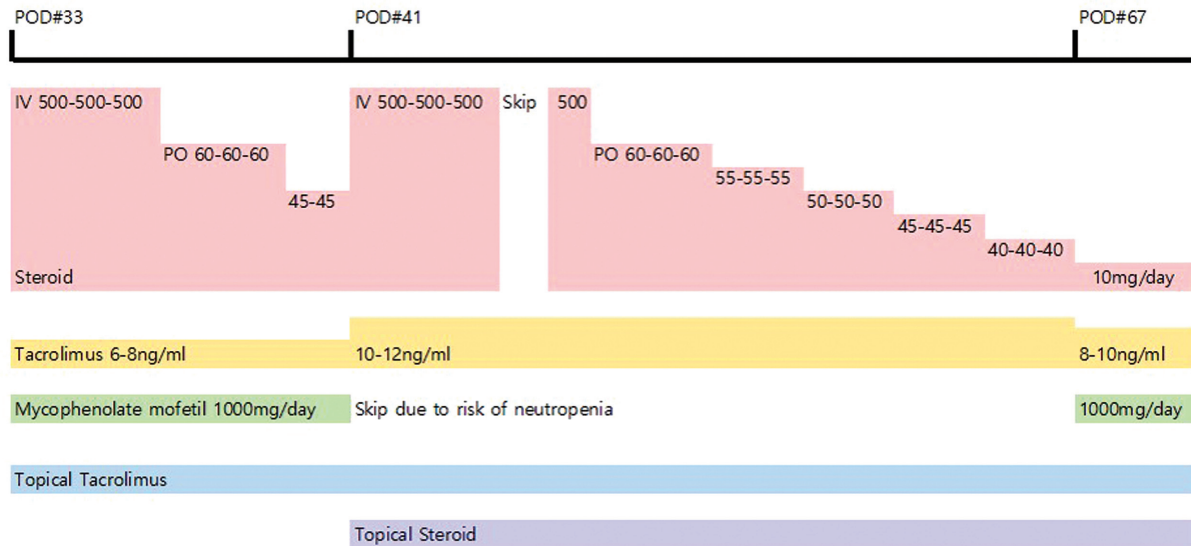 POD#33 POD#41 POD#67
IV 500-500-500 IV 500-500-500 Skip 500
PO 60-60-60 PO 60-60-60
55-55-55
45-45 50-50-50
45-45-45
40-40-40
Steroid 10mg/day
Tacrolimus 6-8ng/ml 10-12ng/ml 8-10ng/ml
Mycophenolate mofetil 1000mg/day Skip due to risk of neutropenia 1000mg/day
Topical Tacrolimus
Topical Steroid